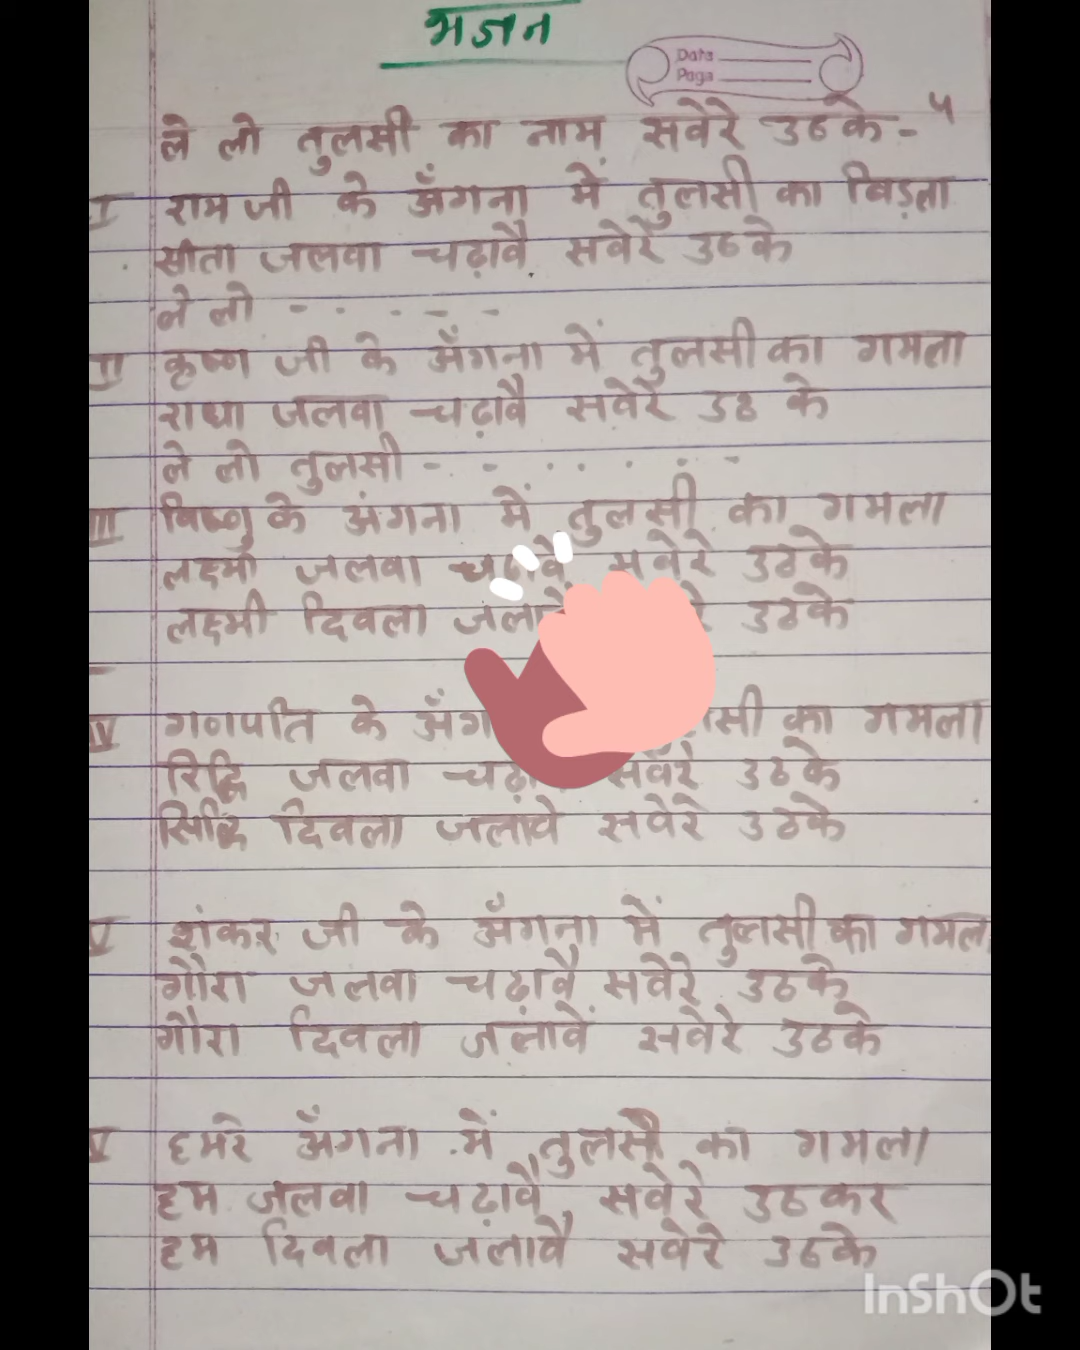 भजन
Date
Page
ले लो तुलसी का नाम सवेरे उठके - ५
I राम जी के अँगना में तुलसी का बिड़ला
सीता जलवा चढ़ावै सवेरे उठके
ले लो - - - - -
II कृष्ण जी के अँगना में तुलसी का गमला
राधा जलवा चढ़ावै सवेरे उठ के
ले लो तुलसी - - . . . . -
III विष्णु के अंगना में तुलसी का गमला
लक्ष्मी जलवा चढ़ावै सवेरे उठके
लक्ष्मी दिवला उठके
IV गणपति के का गमला
रिद्धि जलवा सवेरे उठके
सिद्धि दिवला जलावे सवेरे उठके
V शंकर जी के अँगना में तुलसी का गमल
गौरा जलवा चढ़ावै सवेरे उठके
गौरा दिवला जलावें सवेरे उठके
V हमरे अँगना में तुलसी का गमला
हम जलवा चढ़ावै सवेरे उठकर
हम दिवला जलावै सवेरे उठके
InShOt